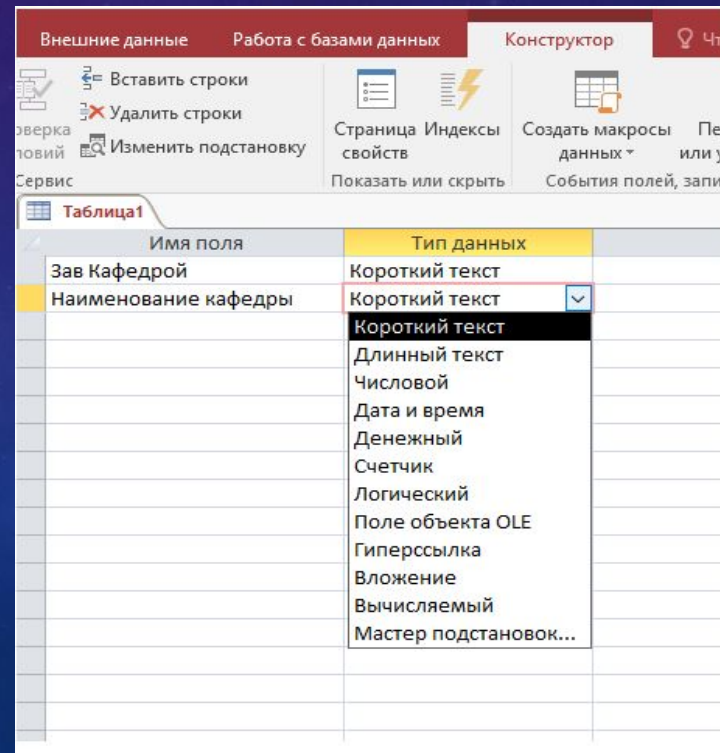 Внешние данные Работа с базами данных Конструктор
Вставить строки
Удалить строки
Изменить подстановку
Страница свойств
Индексы
Создать макросы данных
Сервис Показать или скрыть События полей,
Таблица1
Имя поля Тип данных
Зав Кафедрой Короткий текст
Наименование кафедры Короткий текст
Короткий текст
Длинный текст
Числовой
Дата и время
Денежный
Счетчик
Логический
Поле объекта OLE
Гиперссылка
Вложение
Вычисляемый
Мастер подстановок...